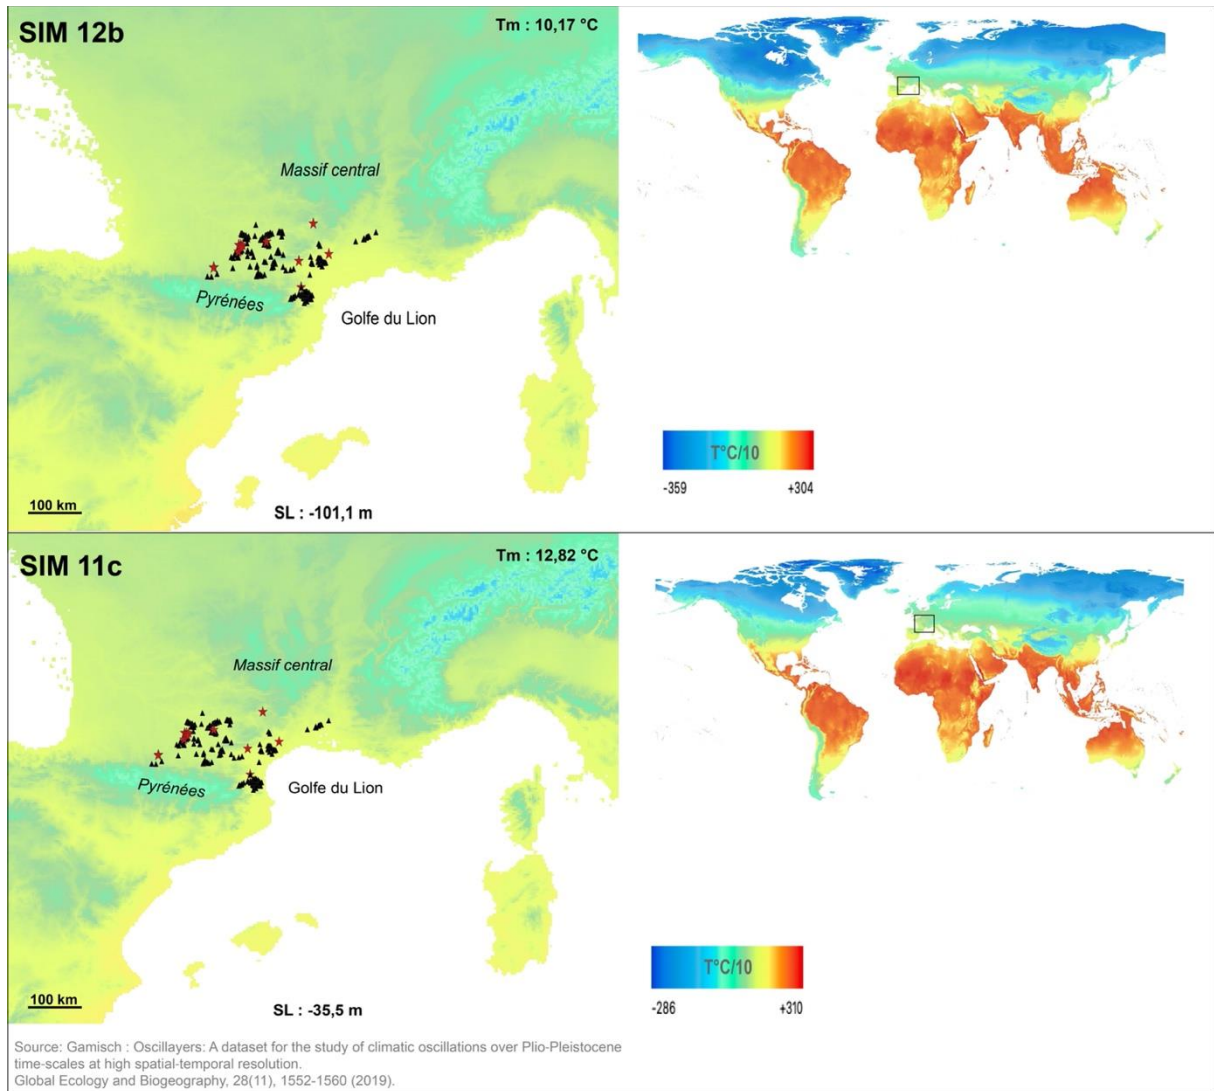 SIM 12b
Tm : 10,17 °C
Massif central
Pyrénées
Golfe du Lion
100 km
SL : -101,1 m
T°C/10
-359
+304
SIM 11c
Tm : 12,82 °C
Massif central
Pyrénées
Golfe du Lion
100 km
SL : -35,5 m
T°C/10
-286
+310
Source: Gamisch : Oscillayers: A dataset for the study of climatic oscillations over Plio-Pleistocene
time-scales at high spatial-temporal resolution.
Global Ecology and Biogeography, 28(11), 1552-1560 (2019).